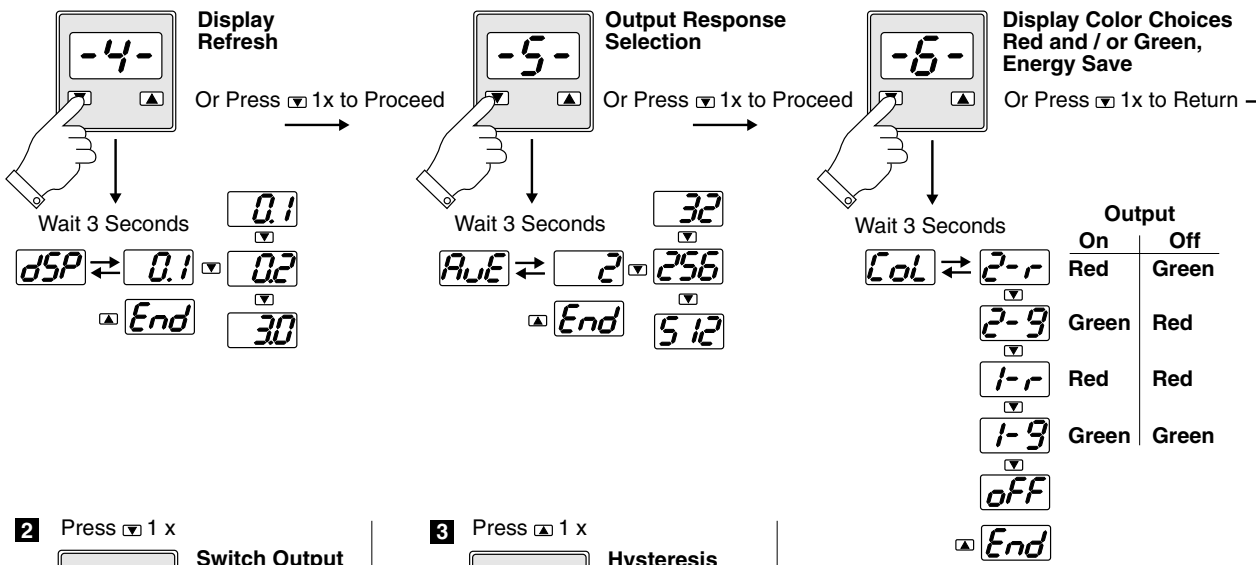 -4-
Display
Refresh
Or Press ▼ 1x to Proceed
Wait 3 Seconds
dSP ⇄ 0.1 ▼ 0.1
▼
0.2
▼
3.0
▲ End
-5-
Output Response
Selection
Or Press ▼ 1x to Proceed
Wait 3 Seconds
AvE ⇄ 2 ▼ 32
▼
256
▼
512
▲ End
-6-
Display Color Choices
Red and / or Green,
Energy Save
Or Press ▼ 1x to Return
Wait 3 Seconds
Output
On Off
CoL ⇄ 2-r Red Green
▼
2-g Green Red
▼
1-r Red Red
▼
1-g Green Green
▼
oFF
▲ End
2 Press ▼ 1 x
Switch Output
3 Press ▲ 1 x
Hysteresis